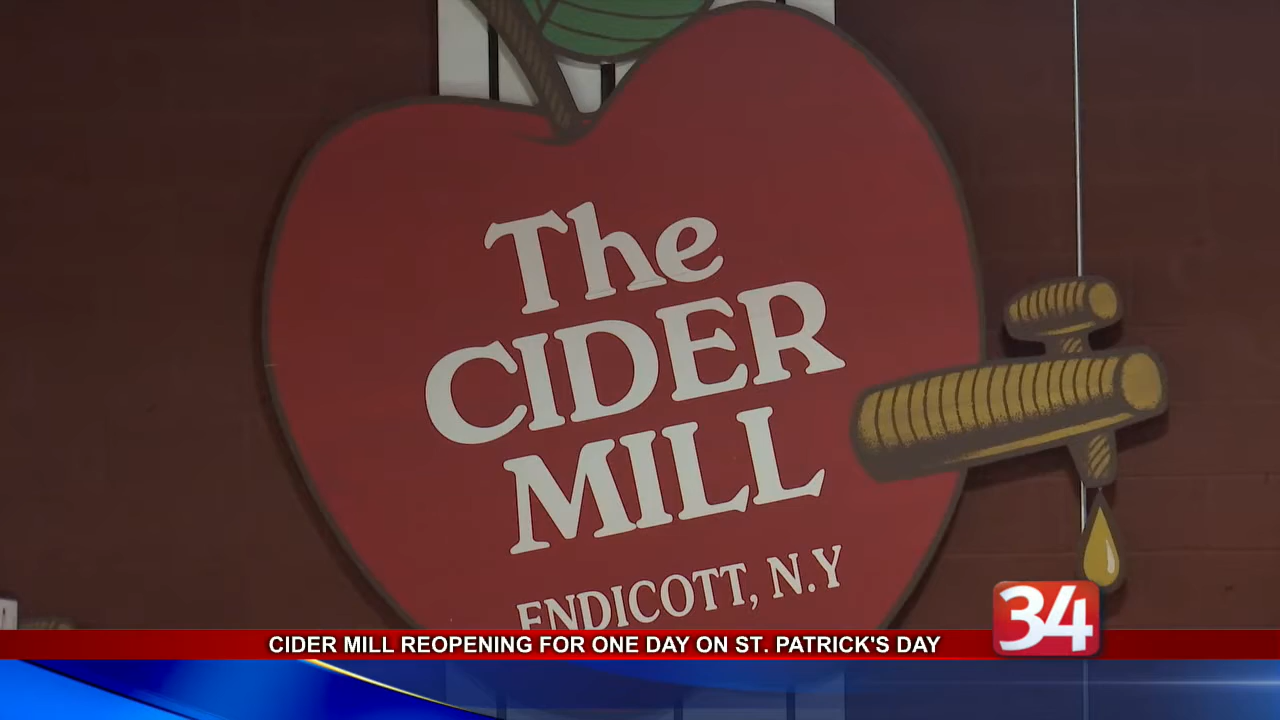 The
CIDER
MILL
ENDICOTT, N.Y
34
CIDER MILL REOPENING FOR ONE DAY ON ST. PATRICK'S DAY